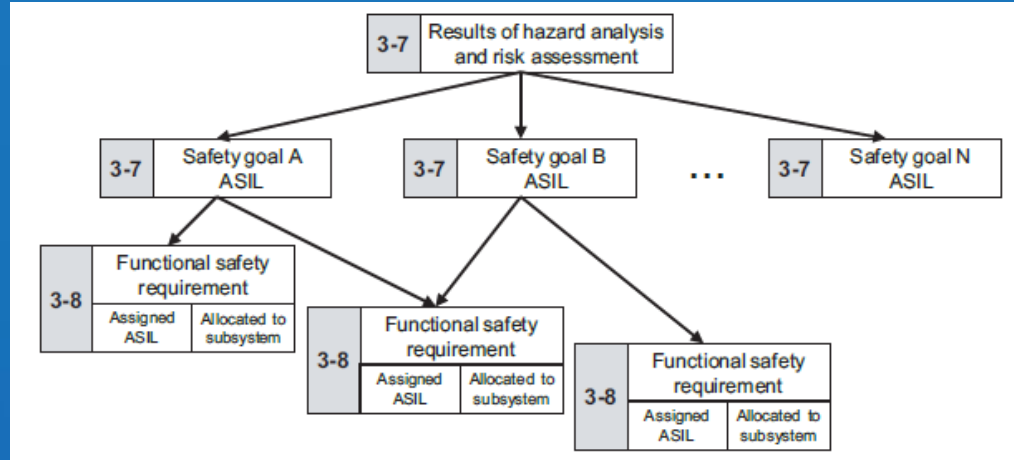 3-7
Results of hazard analysis
and risk assessment
3-7
Safety goal A
ASIL
3-7
Safety goal B
ASIL
...
3-7
Safety goal N
ASIL
3-8
Functional safety
requirement
Assigned
ASIL
Allocated to
subsystem
3-8
Functional safety
requirement
Assigned
ASIL
Allocated to
subsystem
3-8
Functional safety
requirement
Assigned
ASIL
Allocated to
subsystem